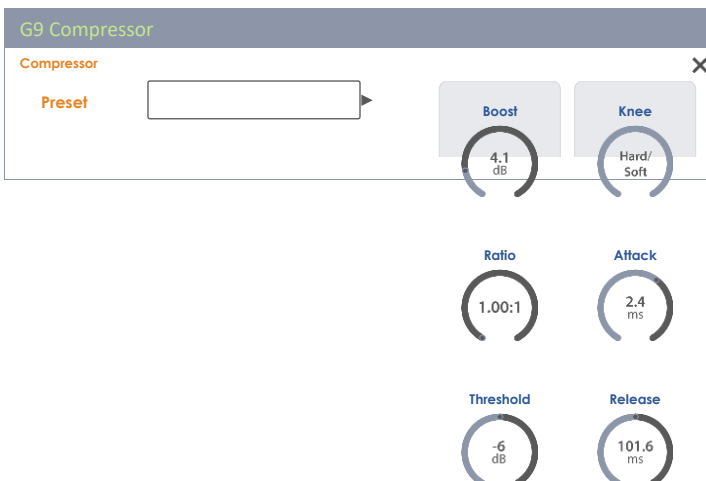 G9 Compressor
Compressor
Preset
Boost
Knee
4.1
dB
Hard/
Soft
Ratio
Attack
1.00:1
2.4
ms
Threshold
Release
-6
dB
101.6
ms